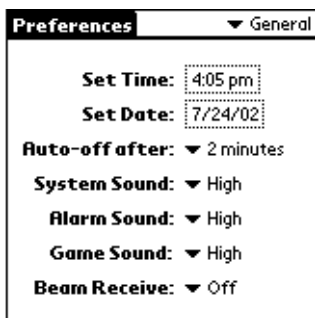 Preferences ▼ General
Set Time: 4:05 pm
Set Date: 7/24/02
Auto-off after: ▼ 2 minutes
System Sound: ▼ High
Alarm Sound: ▼ High
Game Sound: ▼ High
Beam Receive: ▼ Off